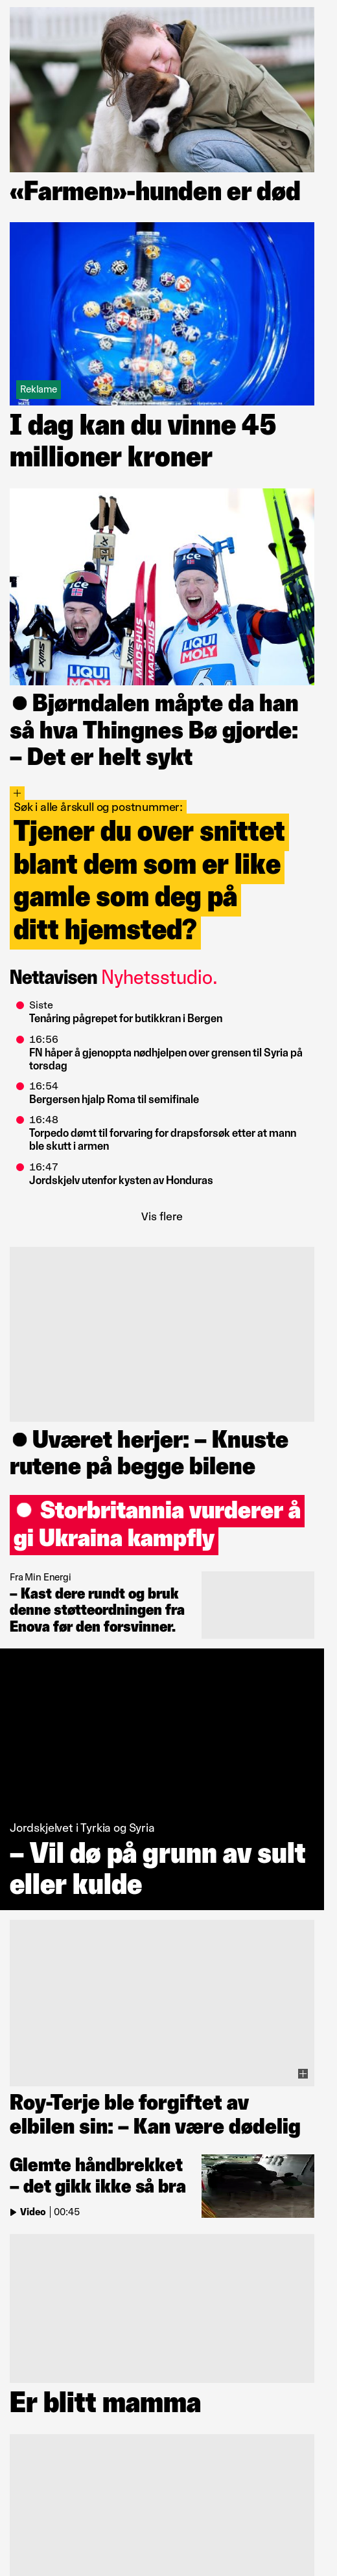 «Farmen»-hunden er død
Reklame
I dag kan du vinne 45
millioner kroner
Bjørndalen måpte da han
så hva Thingnes Bø gjorde:
– Det er helt sykt
+
Søk i alle årskull og postnummer:
Tjener du over snittet
blant dem som er like
gamle som deg på
ditt hjemsted?
Nettavisen Nyhetsstudio.
Siste
Tenåring pågrepet for butikkran i Bergen
16:56
FN håper å gjenoppta nødhjelpen over grensen til Syria på
torsdag
16:54
Bergersen hjalp Roma til semifinale
16:48
Torpedo dømt til forvaring for drapsforsøk etter at mann
ble skutt i armen
16:47
Jordskjelv utenfor kysten av Honduras
Vis flere
Uværet herjer: – Knuste
rutene på begge bilene
Storbritannia vurderer å
gi Ukraina kampfly
Fra Min Energi
– Kast dere rundt og bruk
denne støtteordningen fra
Enova før den forsvinner.
Jordskjelvet i Tyrkia og Syria
– Vil dø på grunn av sult
eller kulde
Roy-Terje ble forgiftet av
elbilen sin: – Kan være dødelig
Glemte håndbrekket
– det gikk ikke så bra
Video | 00:45
Er blitt mamma